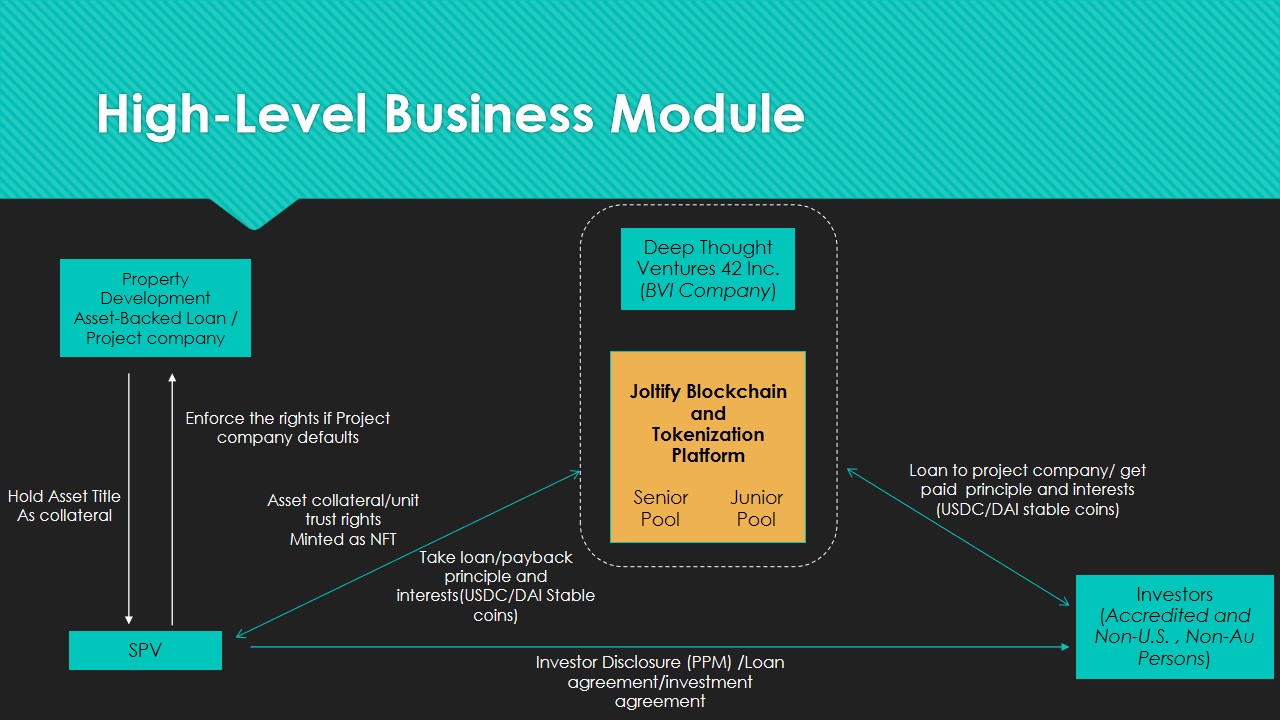 High-Level Business Module
Deep Thought
Ventures 42 Inc.
(BVI Company)
Property
Development
Asset-Backed Loan /
Project company
Joltify Blockchain
and
Tokenization
Platform
Senior
Pool
Junior
Pool
Enforce the rights if Project
company defaults
Hold Asset Title
As collateral
Asset collateral/unit
trust rights
Minted as NFT
Take loan/payback
principle and
interests(USDC/DAI Stable
coins)
Loan to project company/ get
paid  principle and interests
(USDC/DAI stable coins)
SPV
Investors
(Accredited and
Non-U.S. , Non-Au
Persons)
Investor Disclosure (PPM) /Loan
agreement/investment
agreement